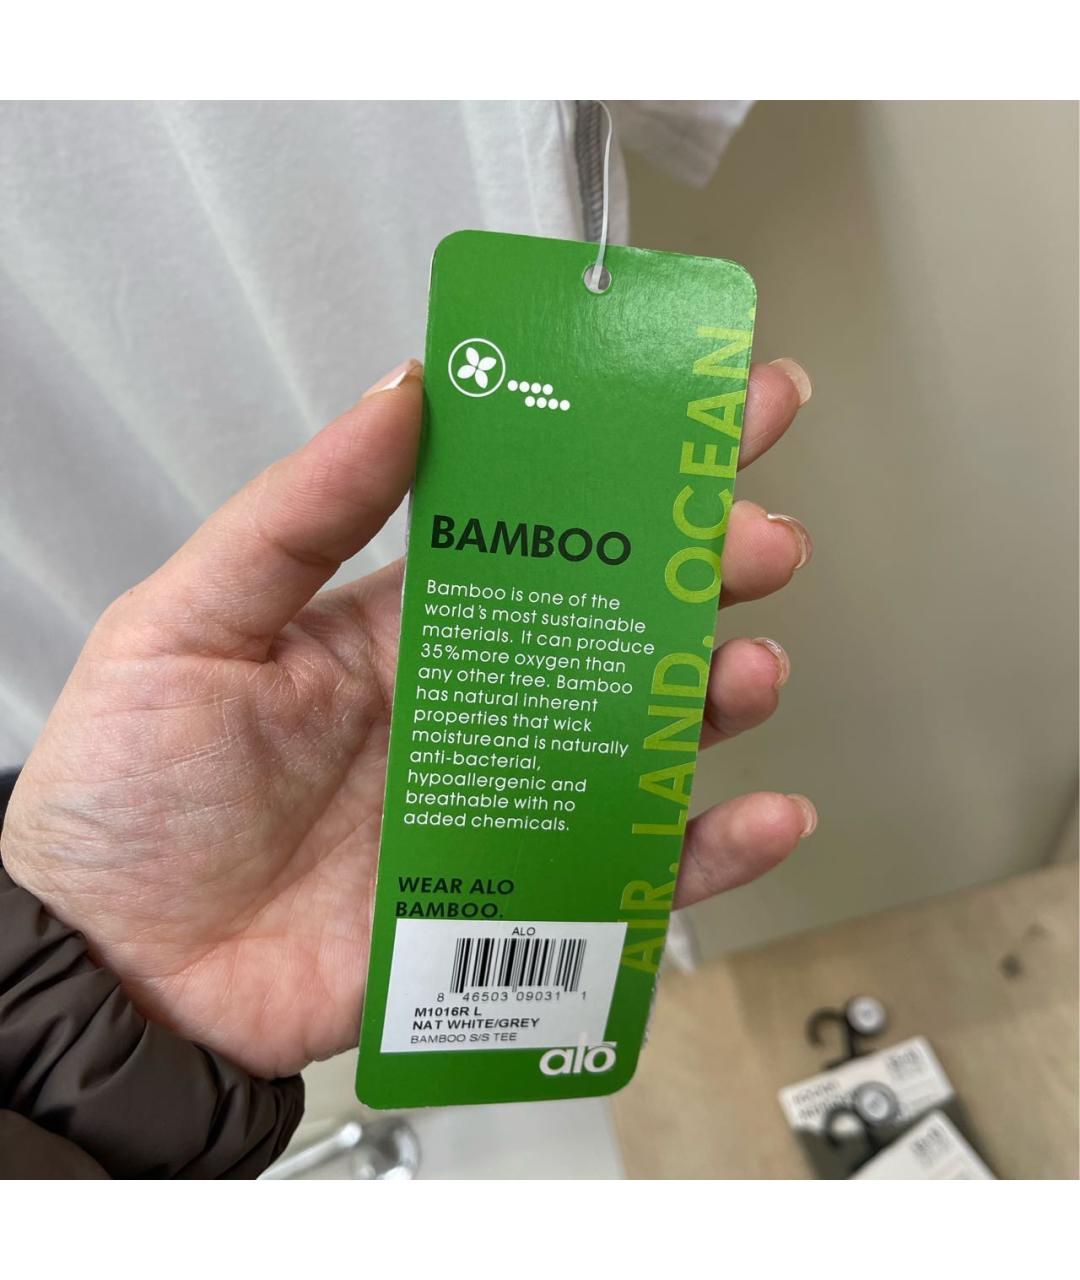 BAMBOO
Bamboo is one of the
world's most sustainable
materials. It can produce
35%more oxygen than
any other tree. Bamboo
has natural inherent
properties that wick
moistureand is naturally
anti-bacterial,
hypoallergenic and
breathable with no
added chemicals.
WEAR ALO
BAMBOO.
AIR. LAND. OCEAN.
ALO
8 46503 09031 1
M1016R L
NAT WHITE/GREY
BAMBOO S/S TEE
alo